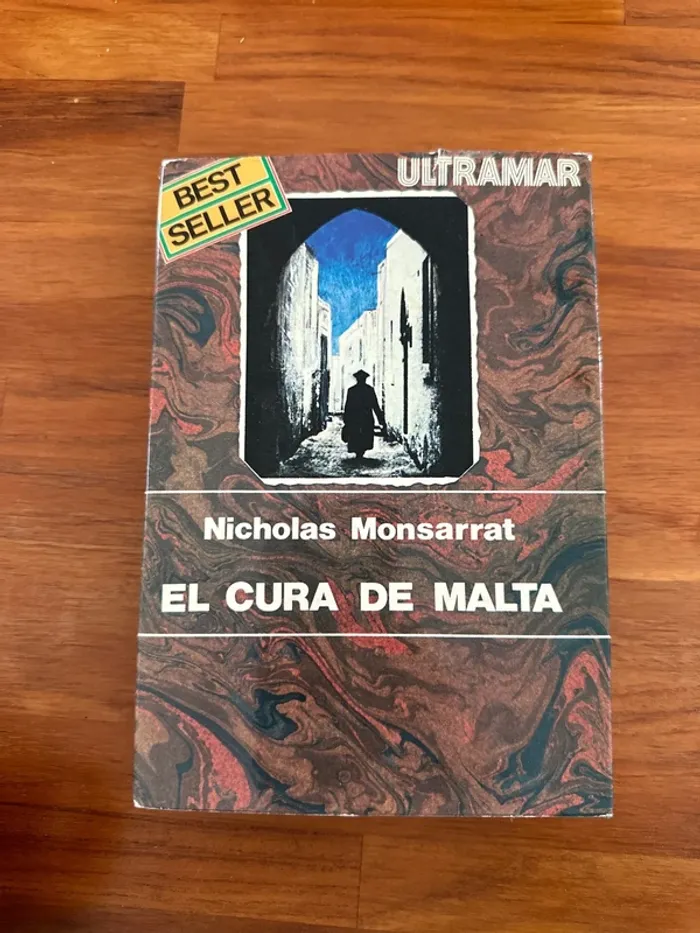 BEST
SELLER
ULTRAMAR
Nicholas Monsarrat
EL CURA DE MALTA